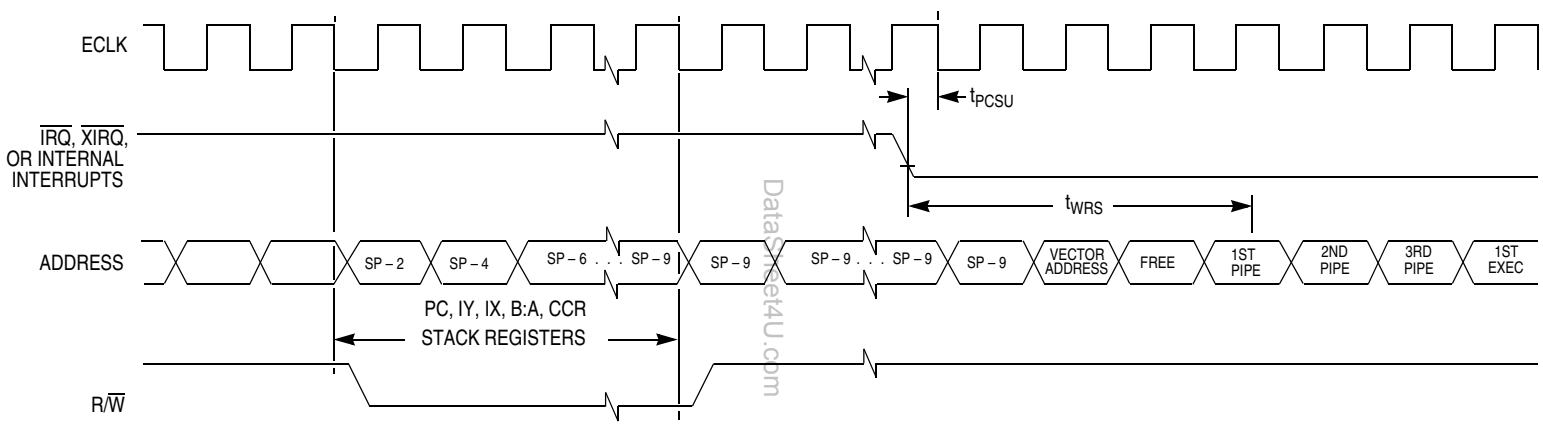 ECLK
tPCSU
IRQ, XIRQ,
OR INTERNAL
INTERRUPTS
tWRS
ADDRESS
SP – 2
SP – 4
SP – 6 . . . SP – 9
SP – 9
SP – 9 . . . SP – 9
SP – 9
VECTOR
ADDRESS
FREE
1ST
PIPE
2ND
PIPE
3RD
PIPE
1ST
EXEC
PC, IY, IX, B:A, CCR
STACK REGISTERS
R/W
DataSheet4U.com